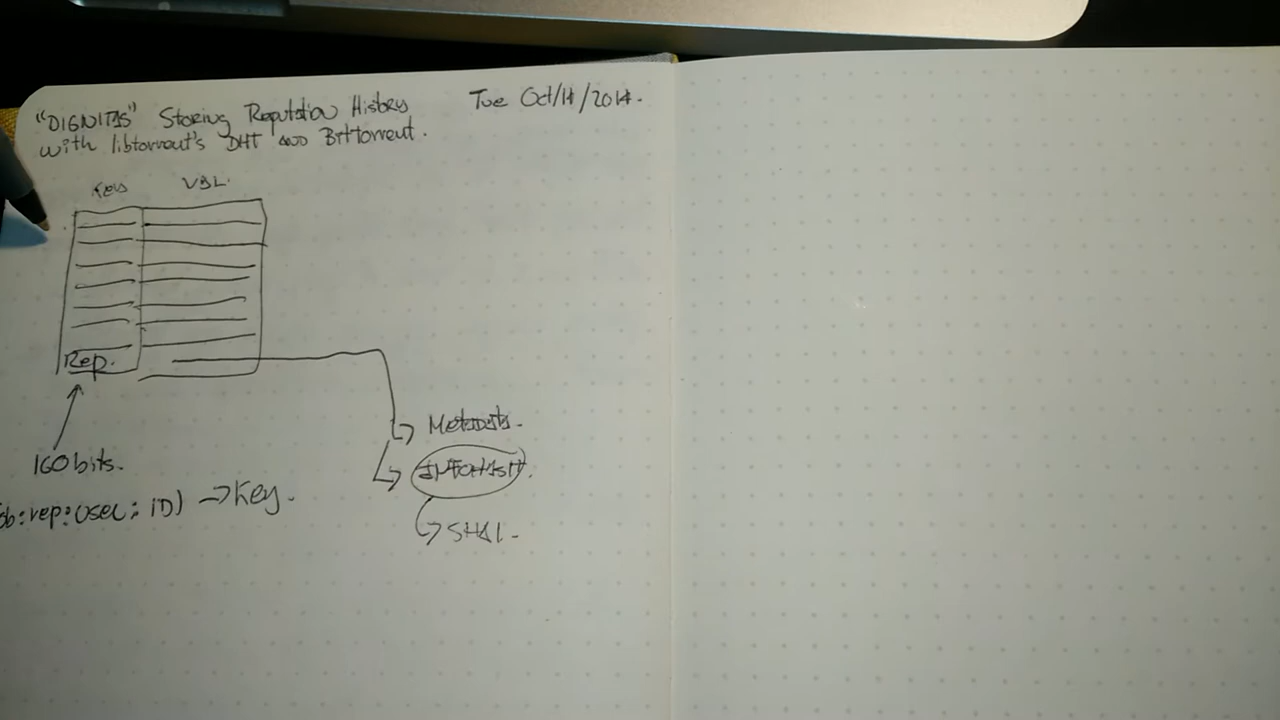 "DIGNITAS" Storing Reputation History
with libtorrent's DHT and BitTorrent.
Tue Oct/14/2014.
Key
VAL.
Rep.
160 bits.
ob:rep:user:ID) → Key.
Metadata.
INFOHASH.
SHA1.